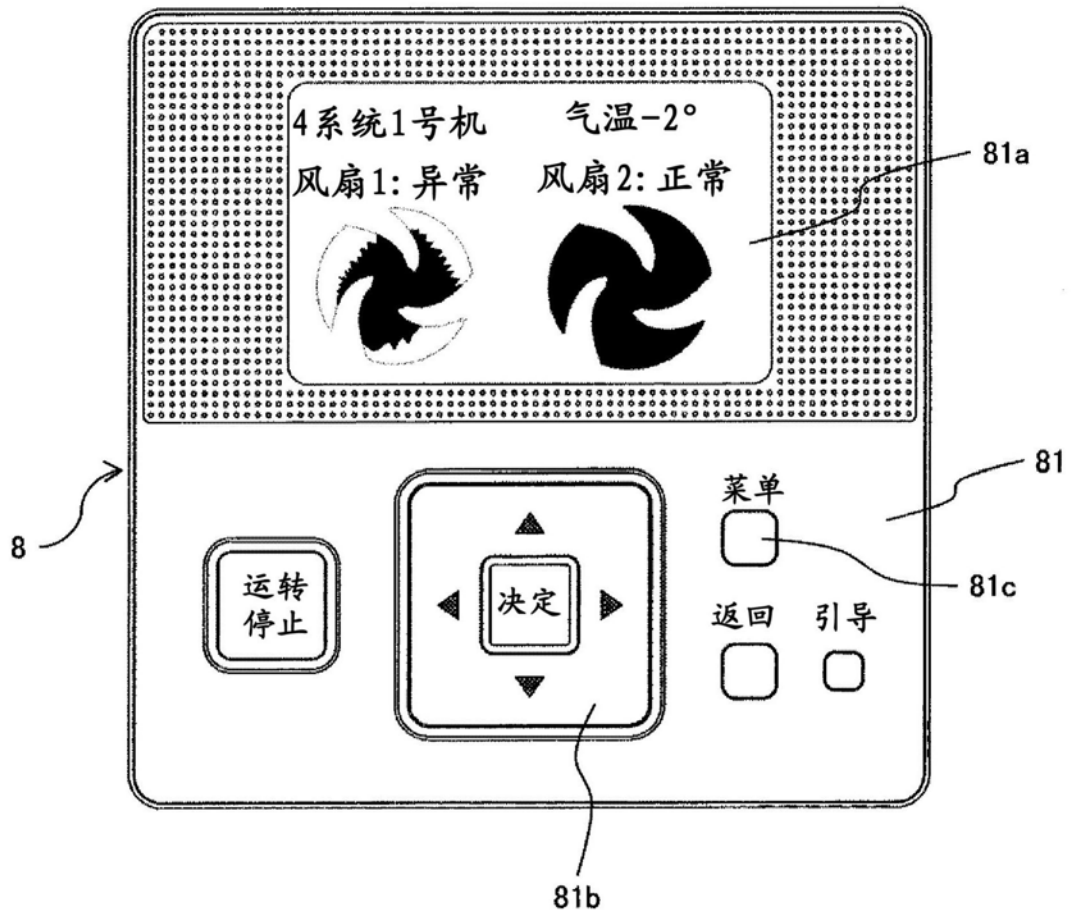 4系统1号机 气温-2°
风扇1:异常 风扇2:正常
81a
81
8
菜单
81c
运转
停止
决定
返回 引导
81b